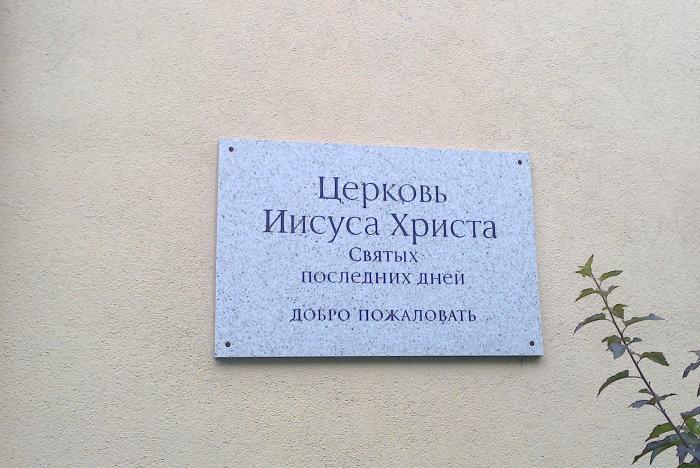 Церковь
Иисуса Христа
Святых
последних дней
добро пожаловать